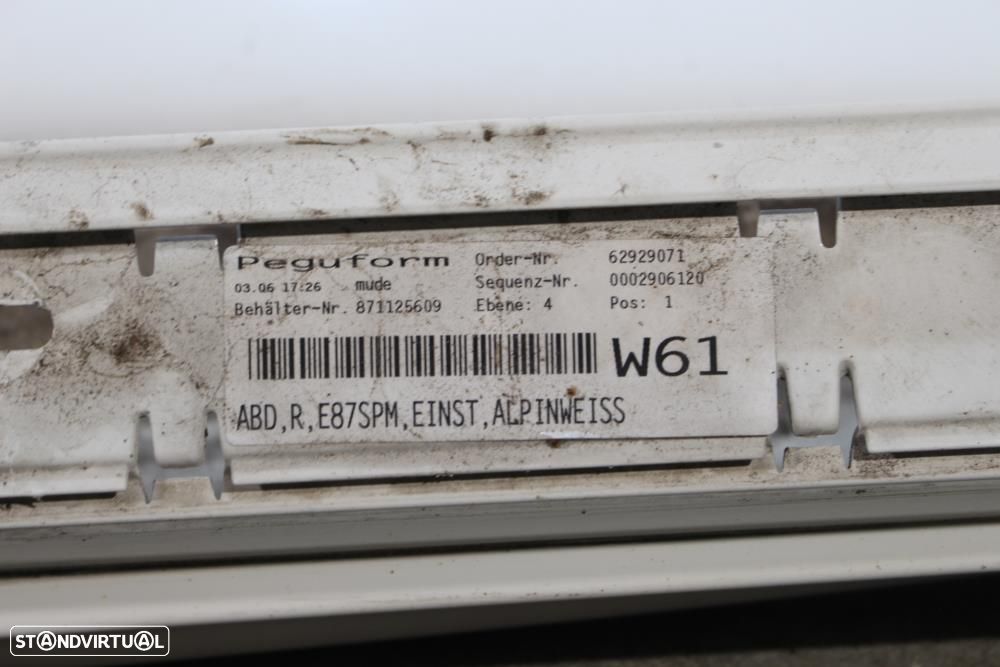 Peguform Order-Nr. 62929071
03.06 17:26 mude Sequenz-Nr. 0002906120
Behälter-Nr. 871125609 Ebene: 4 Pos: 1
W61
ABD,R,E87SPM,EINST,ALPINWEISS
STANDVIRTUAL